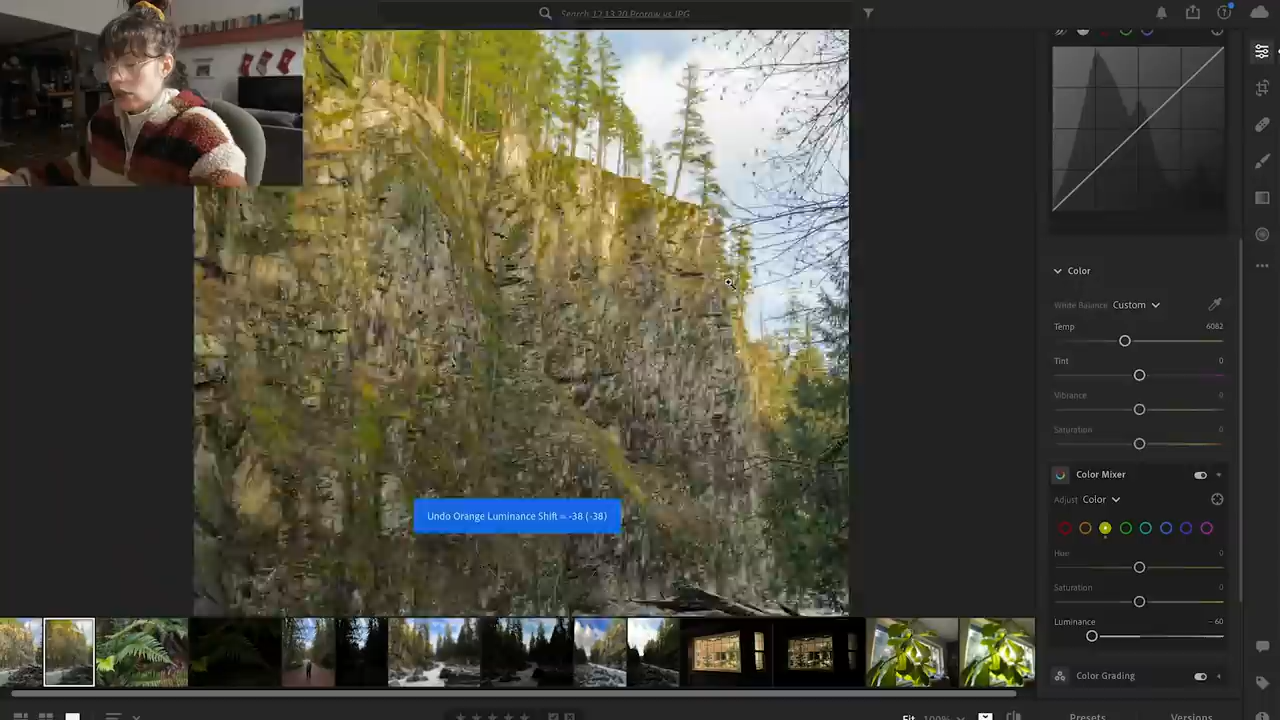 Search 12.13.20 Proraw vs JPG
Color
White Balance Custom
Temp 6082
Tint 0
Vibrance 0
Saturation 0
Color Mixer
Adjust Color
Hue 0
Saturation 0
Luminance - 60
Color Grading
Undo Orange Luminance Shift = -38 (-38)
Fit 100%
Presets
Versions